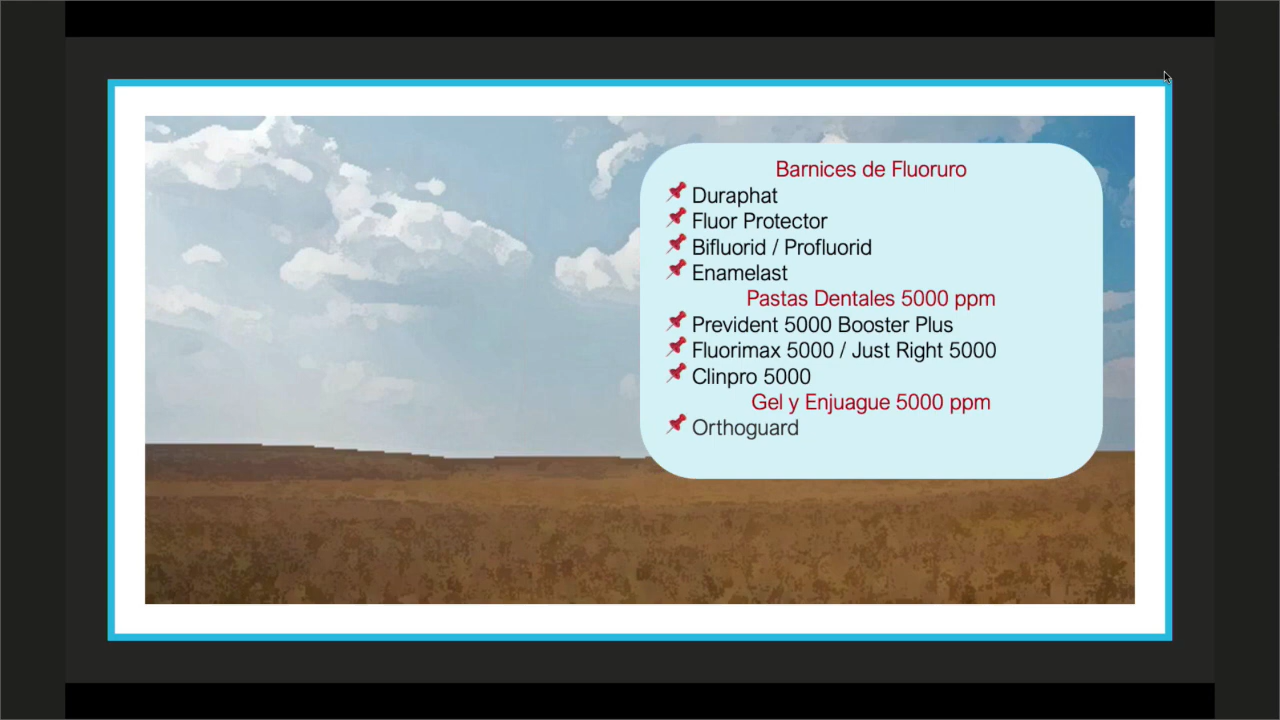 Barnices de Fluoruro
Duraphat
Fluor Protector
Bifluorid / Profluorid
Enamelast
Pastas Dentales 5000 ppm
Prevident 5000 Booster Plus
Fluorimax 5000 / Just Right 5000
Clinpro 5000
Gel y Enjuague 5000 ppm
Orthoguard